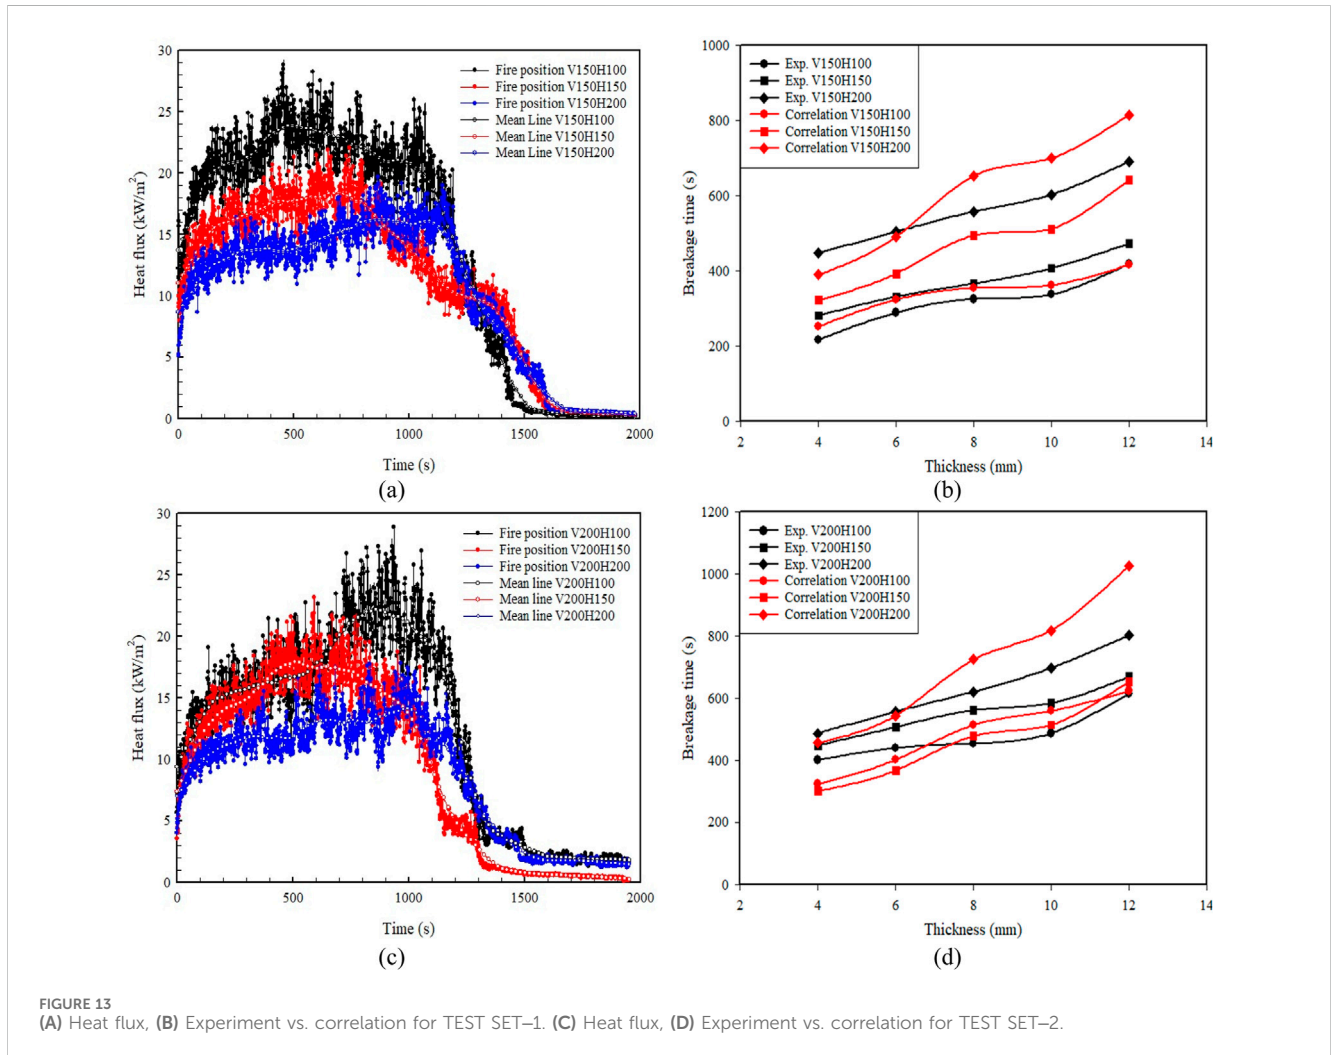 30
25
20
15
10
5
0
Heat flux (kW/m²)
Fire position V150H100
Fire position V150H150
Fire position V150H200
Mean Line V150H100
Mean Line V150H150
Mean Line V150H200
0 500 1000 1500 2000
Time (s)
(a)
1000
800
600
400
200
0
Breakage time (s)
Exp. V150H100
Exp. V150H150
Exp. V150H200
Correlation V150H100
Correlation V150H150
Correlation V150H200
2 4 6 8 10 12 14
Thickness (mm)
(b)
30
25
20
15
10
5
0
Heat flux (kW/m²)
Fire position V200H100
Fire position V200H150
Fire position V200H200
Mean line V200H100
Mean line V200H150
Mean line V200H200
0 500 1000 1500 2000
Time (s)
(c)
1200
1000
800
600
400
200
0
Breakage time (s)
Exp. V200H100
Exp. V200H150
Exp. V200H200
Correlation V200H100
Correlation V200H150
Correlation V200H200
2 4 6 8 10 12 14
Thickness (mm)
(d)
FIGURE 13
(A) Heat flux, (B) Experiment vs. correlation for TEST SET–1. (C) Heat flux, (D) Experiment vs. correlation for TEST SET–2.